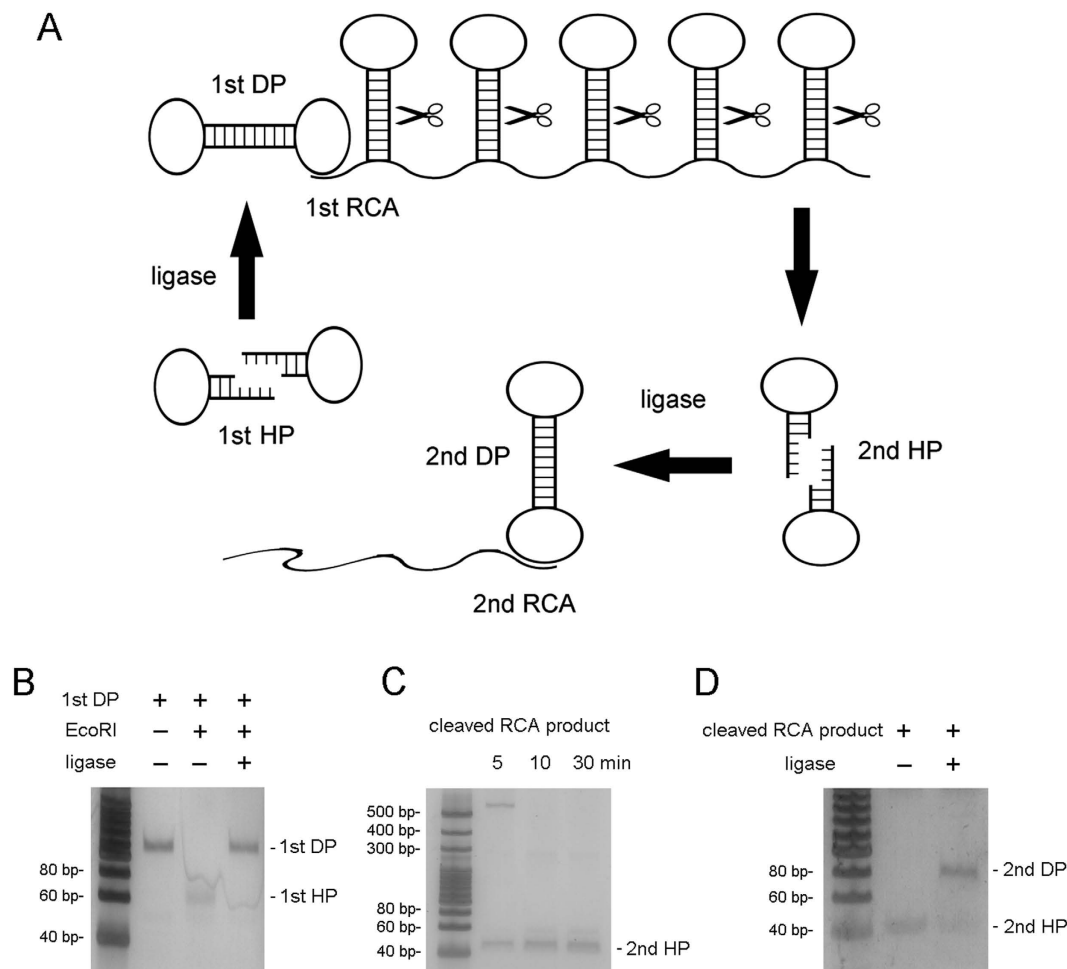 A
1st DP
1st RCA
ligase
1st HP
2nd DP
ligase
2nd HP
2nd RCA
B
1st DP + + +
EcoRI – + +
ligase – – +
80 bp-
60 bp-
40 bp-
- 1st DP
- 1st HP
C
cleaved RCA product
5 10 30 min
500 bp-
400 bp-
300 bp-
80 bp-
60 bp-
40 bp-
- 2nd HP
D
cleaved RCA product + +
ligase – +
80 bp-
60 bp-
40 bp-
- 2nd DP
- 2nd HP